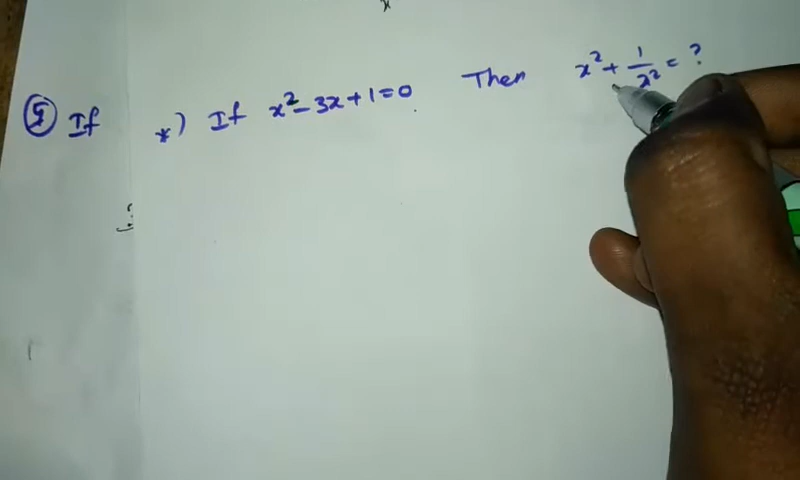 x
⑤ If
*) If x² - 3x + 1 = 0 Then x² + 1/x² = ?